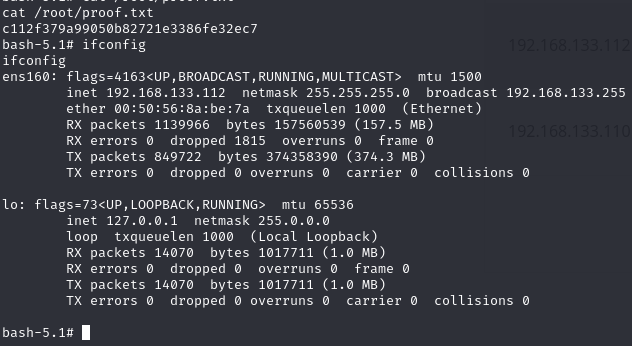 cat /root/proof.txt
c112f379a99050b82721e3386fe32ec7
bash-5.1# ifconfig
ifconfig
ens160: flags=4163<UP,BROADCAST,RUNNING,MULTICAST>  mtu 1500
        inet 192.168.133.112  netmask 255.255.255.0  broadcast 192.168.133.255
        ether 00:50:56:8a:be:7a  txqueuelen 1000  (Ethernet)
        RX packets 1139966  bytes 157560539 (157.5 MB)
        RX errors 0  dropped 1815  overruns 0  frame 0
        TX packets 849722  bytes 374358390 (374.3 MB)
        TX errors 0  dropped 0 overruns 0  carrier 0  collisions 0

lo: flags=73<UP,LOOPBACK,RUNNING>  mtu 65536
        inet 127.0.0.1  netmask 255.0.0.0
        loop  txqueuelen 1000  (Local Loopback)
        RX packets 14070  bytes 1017711 (1.0 MB)
        RX errors 0  dropped 0  overruns 0  frame 0
        TX packets 14070  bytes 1017711 (1.0 MB)
        TX errors 0  dropped 0 overruns 0  carrier 0  collisions 0

bash-5.1#
192.168.133.112
192.168.133.110